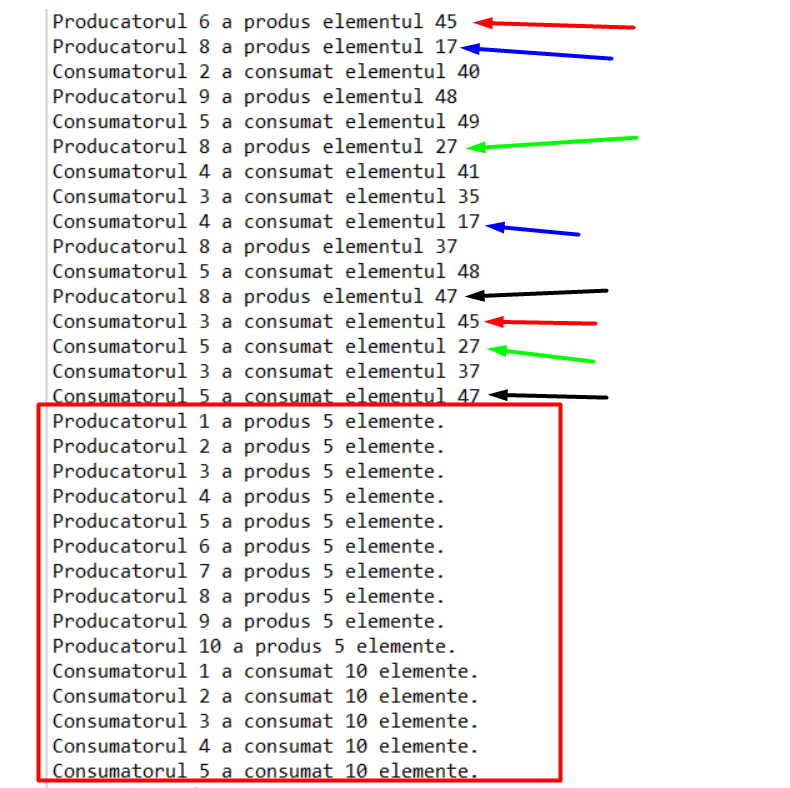 Producatorul 6 a produs elementul 45
Producatorul 8 a produs elementul 17
Consumatorul 2 a consumat elementul 40
Producatorul 9 a produs elementul 48
Consumatorul 5 a consumat elementul 49
Producatorul 8 a produs elementul 27
Consumatorul 4 a consumat elementul 41
Consumatorul 3 a consumat elementul 35
Consumatorul 4 a consumat elementul 17
Producatorul 8 a produs elementul 37
Consumatorul 5 a consumat elementul 48
Producatorul 8 a produs elementul 47
Consumatorul 3 a consumat elementul 45
Consumatorul 5 a consumat elementul 27
Consumatorul 3 a consumat elementul 37
Consumatorul 5 a consumat elementul 47
Producatorul 1 a produs 5 elemente.
Producatorul 2 a produs 5 elemente.
Producatorul 3 a produs 5 elemente.
Producatorul 4 a produs 5 elemente.
Producatorul 5 a produs 5 elemente.
Producatorul 6 a produs 5 elemente.
Producatorul 7 a produs 5 elemente.
Producatorul 8 a produs 5 elemente.
Producatorul 9 a produs 5 elemente.
Producatorul 10 a produs 5 elemente.
Consumatorul 1 a consumat 10 elemente.
Consumatorul 2 a consumat 10 elemente.
Consumatorul 3 a consumat 10 elemente.
Consumatorul 4 a consumat 10 elemente.
Consumatorul 5 a consumat 10 elemente.